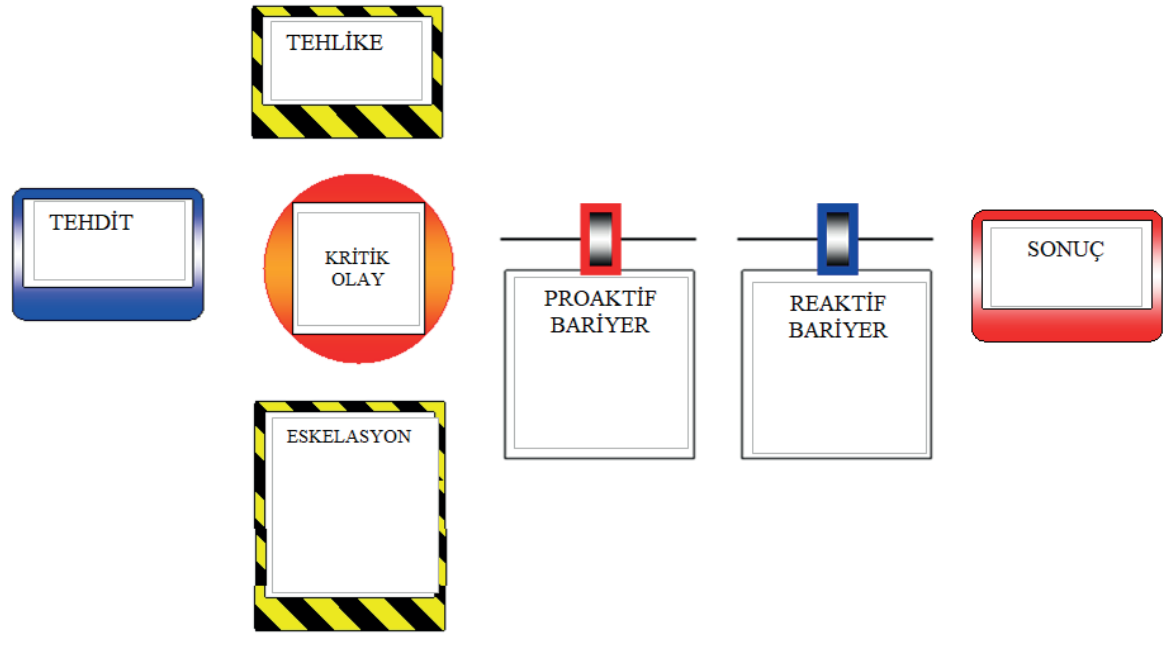 TEHLİKE
TEHDİT
KRİTİK
OLAY
PROAKTİF
BARİYER
REAKTİF
BARİYER
SONUÇ
ESKELASYON